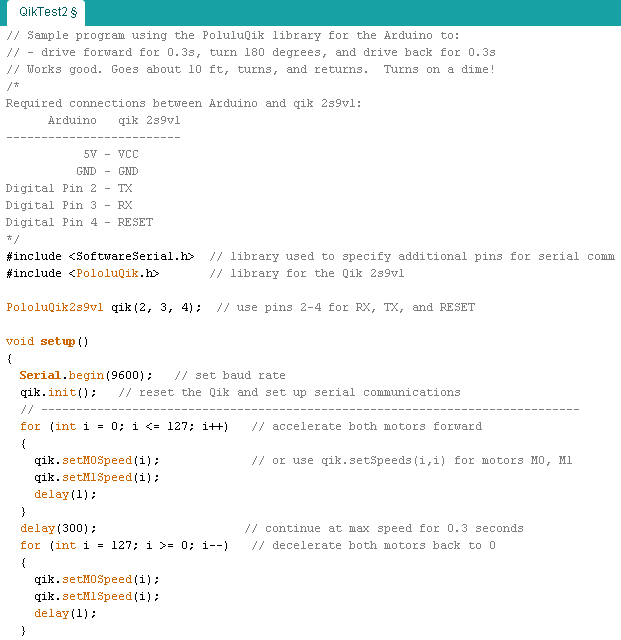 QikTest2 §
// Sample program using the PoluluQik library for the Arduino to:
// - drive forward for 0.3s, turn 180 degrees, and drive back for 0.3s
// Works good. Goes about 10 ft, turns, and returns.  Turns on a dime!
/*
Required connections between Arduino and qik 2s9v1:
      Arduino   qik 2s9v1
-------------------------
           5V - VCC
          GND - GND
Digital Pin 2 - TX
Digital Pin 3 - RX
Digital Pin 4 - RESET
*/
#include <SoftwareSerial.h>  // library used to specify additional pins for serial comm
#include <PololuQik.h>       // library for the Qik 2s9v1

PololuQik2s9v1 qik(2, 3, 4);  // use pins 2-4 for RX, TX, and RESET

void setup()
{
  Serial.begin(9600);   // set baud rate
  qik.init();   // reset the Qik and set up serial communications
  // -----------------------------------------------------------------------------
  for (int i = 0; i <= 127; i++)   // accelerate both motors forward
  {
    qik.setM0Speed(i);             // or use qik.setSpeeds(i,i) for motors M0, M1
    qik.setM1Speed(i);
    delay(1);
  }
  delay(300);                     // continue at max speed for 0.3 seconds
  for (int i = 127; i >= 0; i--)   // decelerate both motors back to 0
  {
    qik.setM0Speed(i);
    qik.setM1Speed(i);
    delay(1);
  }